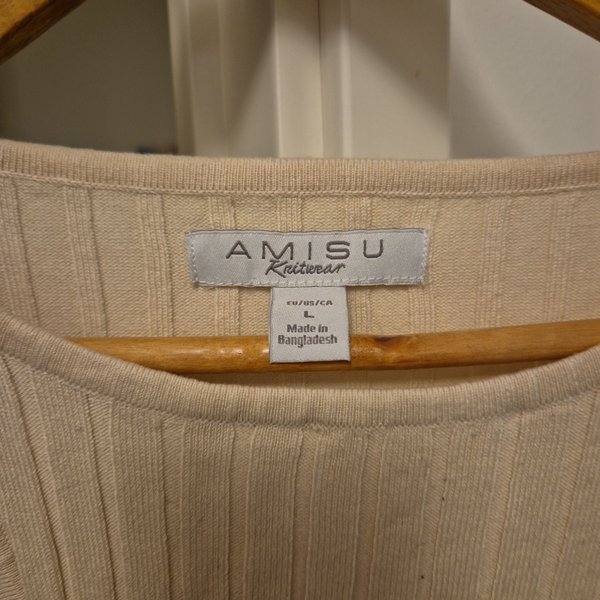 AMISU
Knitwear
EU/US/CA
L
Made in
Bangladesh